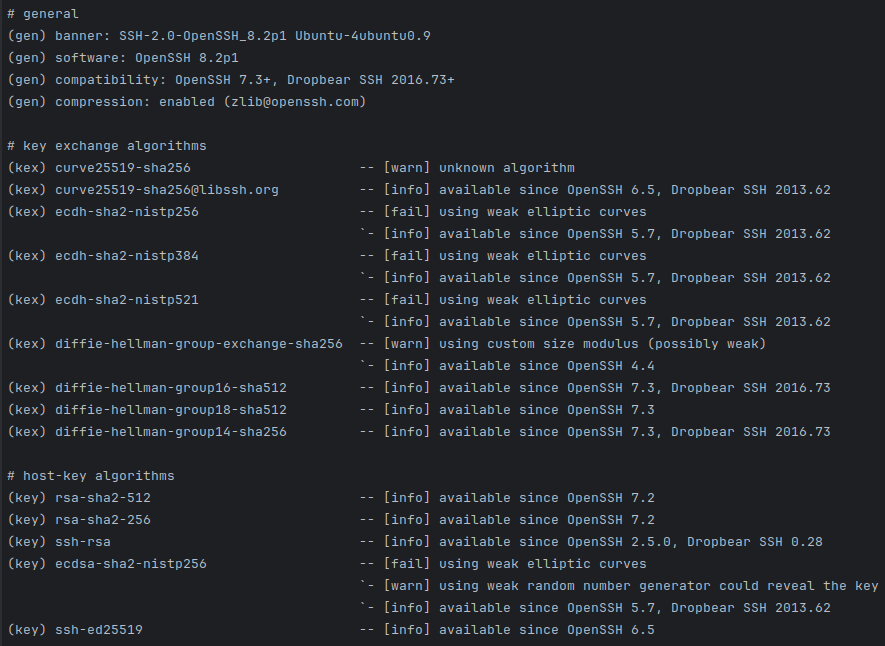 # general
(gen) banner: SSH-2.0-OpenSSH_8.2p1 Ubuntu-4ubuntu0.9
(gen) software: OpenSSH 8.2p1
(gen) compatibility: OpenSSH 7.3+, Dropbear SSH 2016.73+
(gen) compression: enabled (zlib@openssh.com)

# key exchange algorithms
(kex) curve25519-sha256                     -- [warn] unknown algorithm
(kex) curve25519-sha256@libssh.org          -- [info] available since OpenSSH 6.5, Dropbear SSH 2013.62
(kex) ecdh-sha2-nistp256                    -- [fail] using weak elliptic curves
                                            `- [info] available since OpenSSH 5.7, Dropbear SSH 2013.62
(kex) ecdh-sha2-nistp384                    -- [fail] using weak elliptic curves
                                            `- [info] available since OpenSSH 5.7, Dropbear SSH 2013.62
(kex) ecdh-sha2-nistp521                    -- [fail] using weak elliptic curves
                                            `- [info] available since OpenSSH 5.7, Dropbear SSH 2013.62
(kex) diffie-hellman-group-exchange-sha256  -- [warn] using custom size modulus (possibly weak)
                                            `- [info] available since OpenSSH 4.4
(kex) diffie-hellman-group16-sha512         -- [info] available since OpenSSH 7.3, Dropbear SSH 2016.73
(kex) diffie-hellman-group18-sha512         -- [info] available since OpenSSH 7.3
(kex) diffie-hellman-group14-sha256         -- [info] available since OpenSSH 7.3, Dropbear SSH 2016.73

# host-key algorithms
(key) rsa-sha2-512                          -- [info] available since OpenSSH 7.2
(key) rsa-sha2-256                          -- [info] available since OpenSSH 7.2
(key) ssh-rsa                               -- [info] available since OpenSSH 2.5.0, Dropbear SSH 0.28
(key) ecdsa-sha2-nistp256                   -- [fail] using weak elliptic curves
                                            `- [warn] using weak random number generator could reveal the key
                                            `- [info] available since OpenSSH 5.7, Dropbear SSH 2013.62
(key) ssh-ed25519                           -- [info] available since OpenSSH 6.5